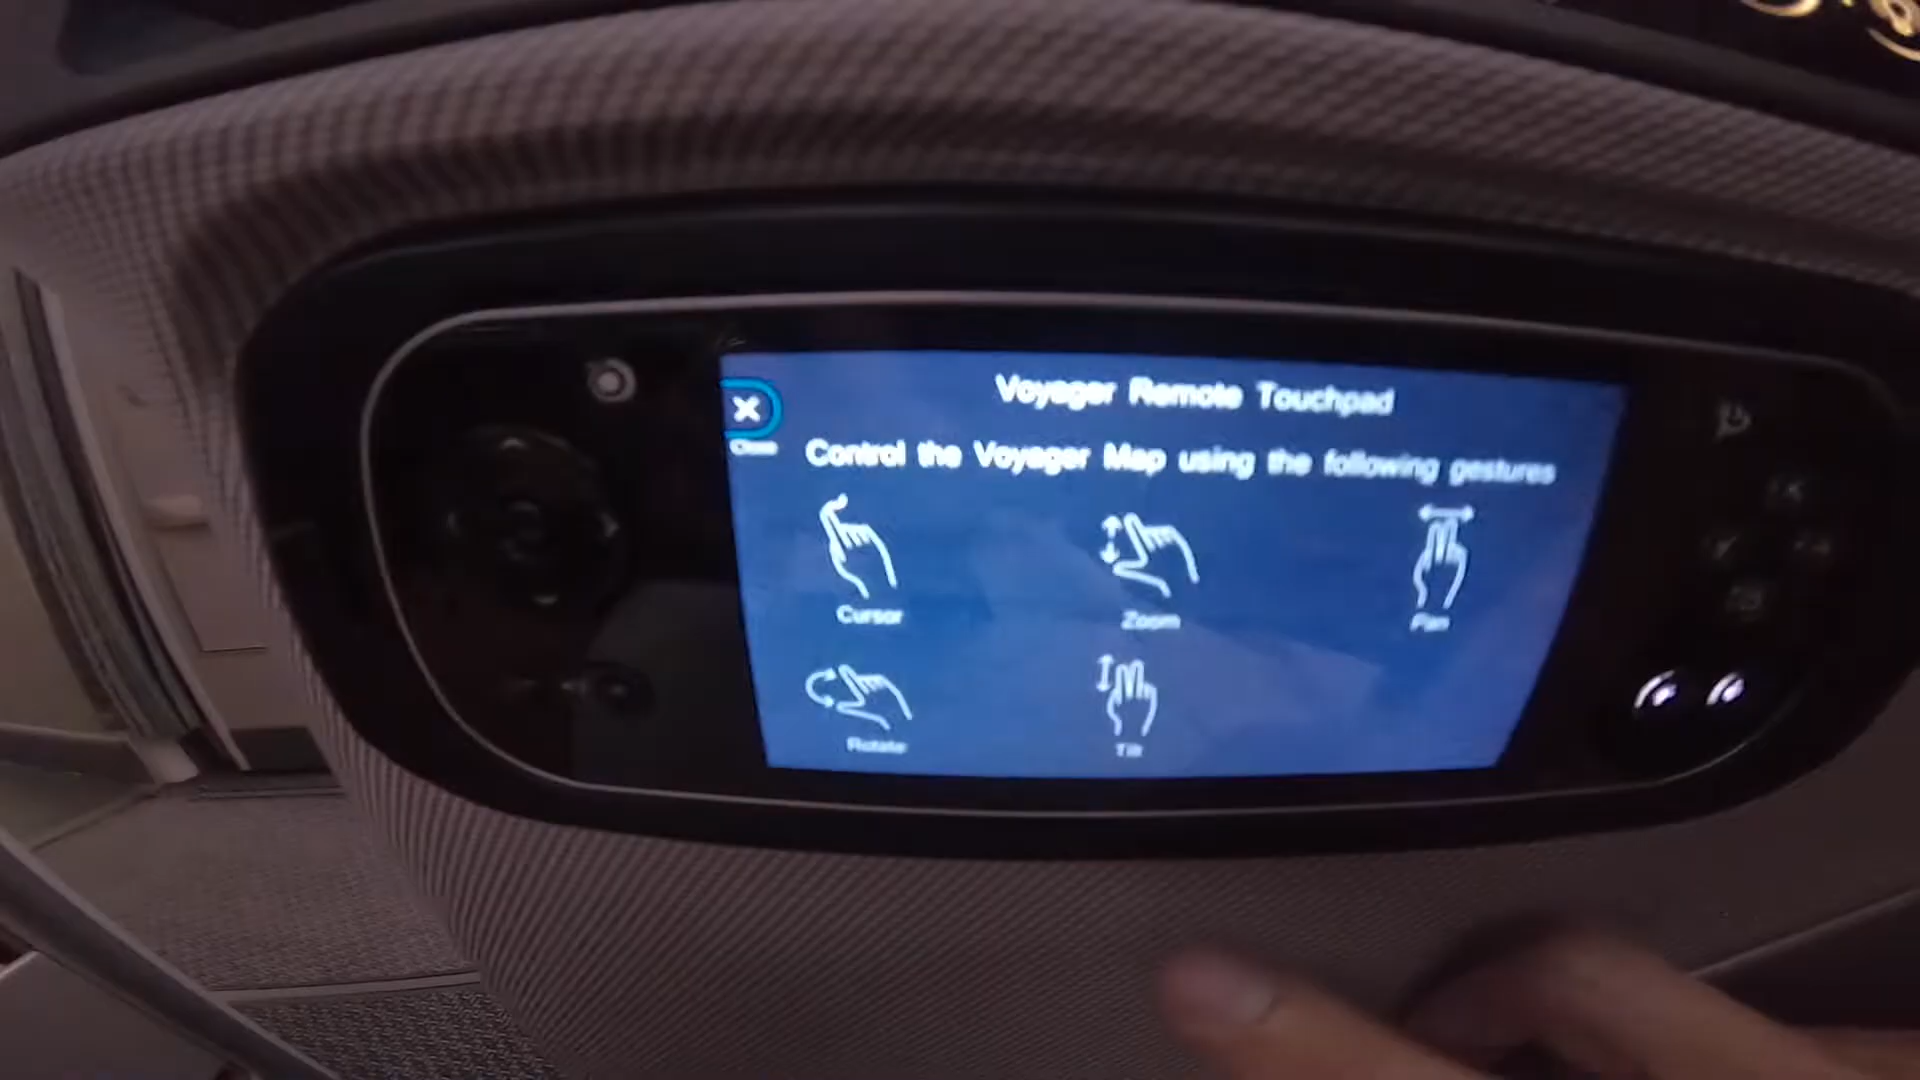 Voyager Remote Touchpad
Close
Control the Voyager Map using the following gestures
Cursor
Zoom
Pan
Rotate
Tilt